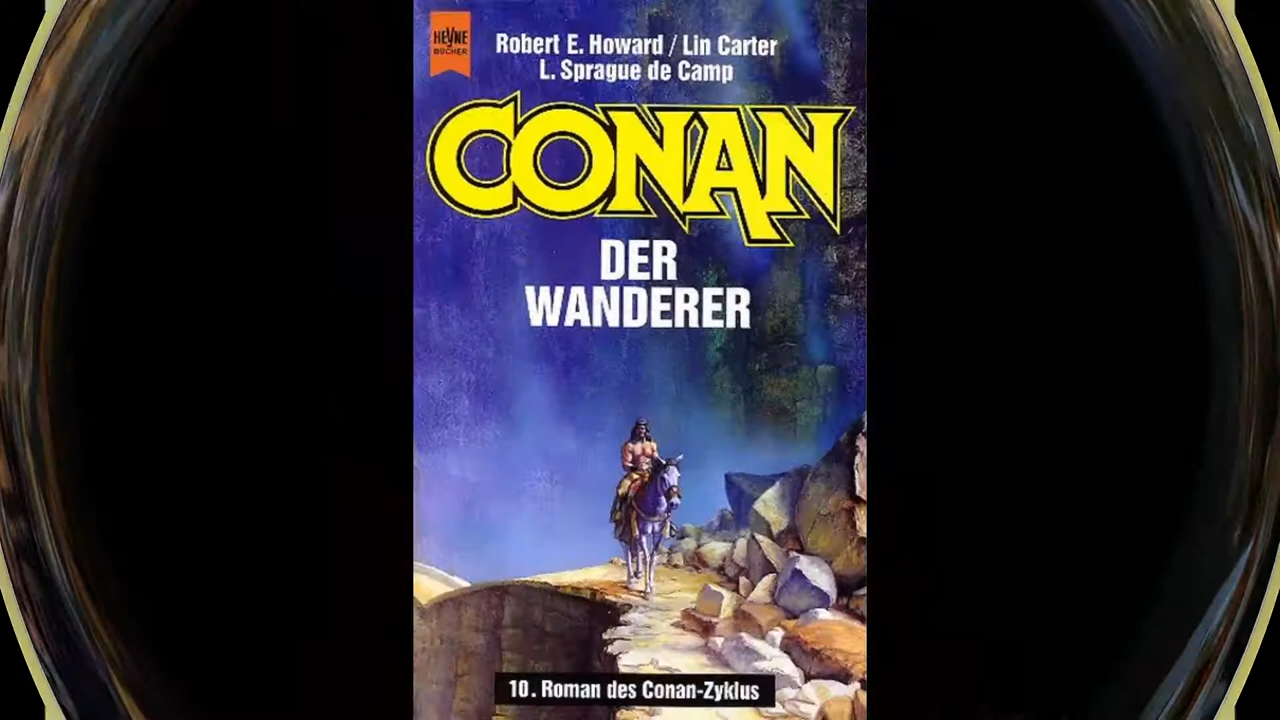 HEYNE
BÜCHER
Robert E. Howard / Lin Carter
L. Sprague de Camp
CONAN
DER
WANDERER
10. Roman des Conan-Zyklus